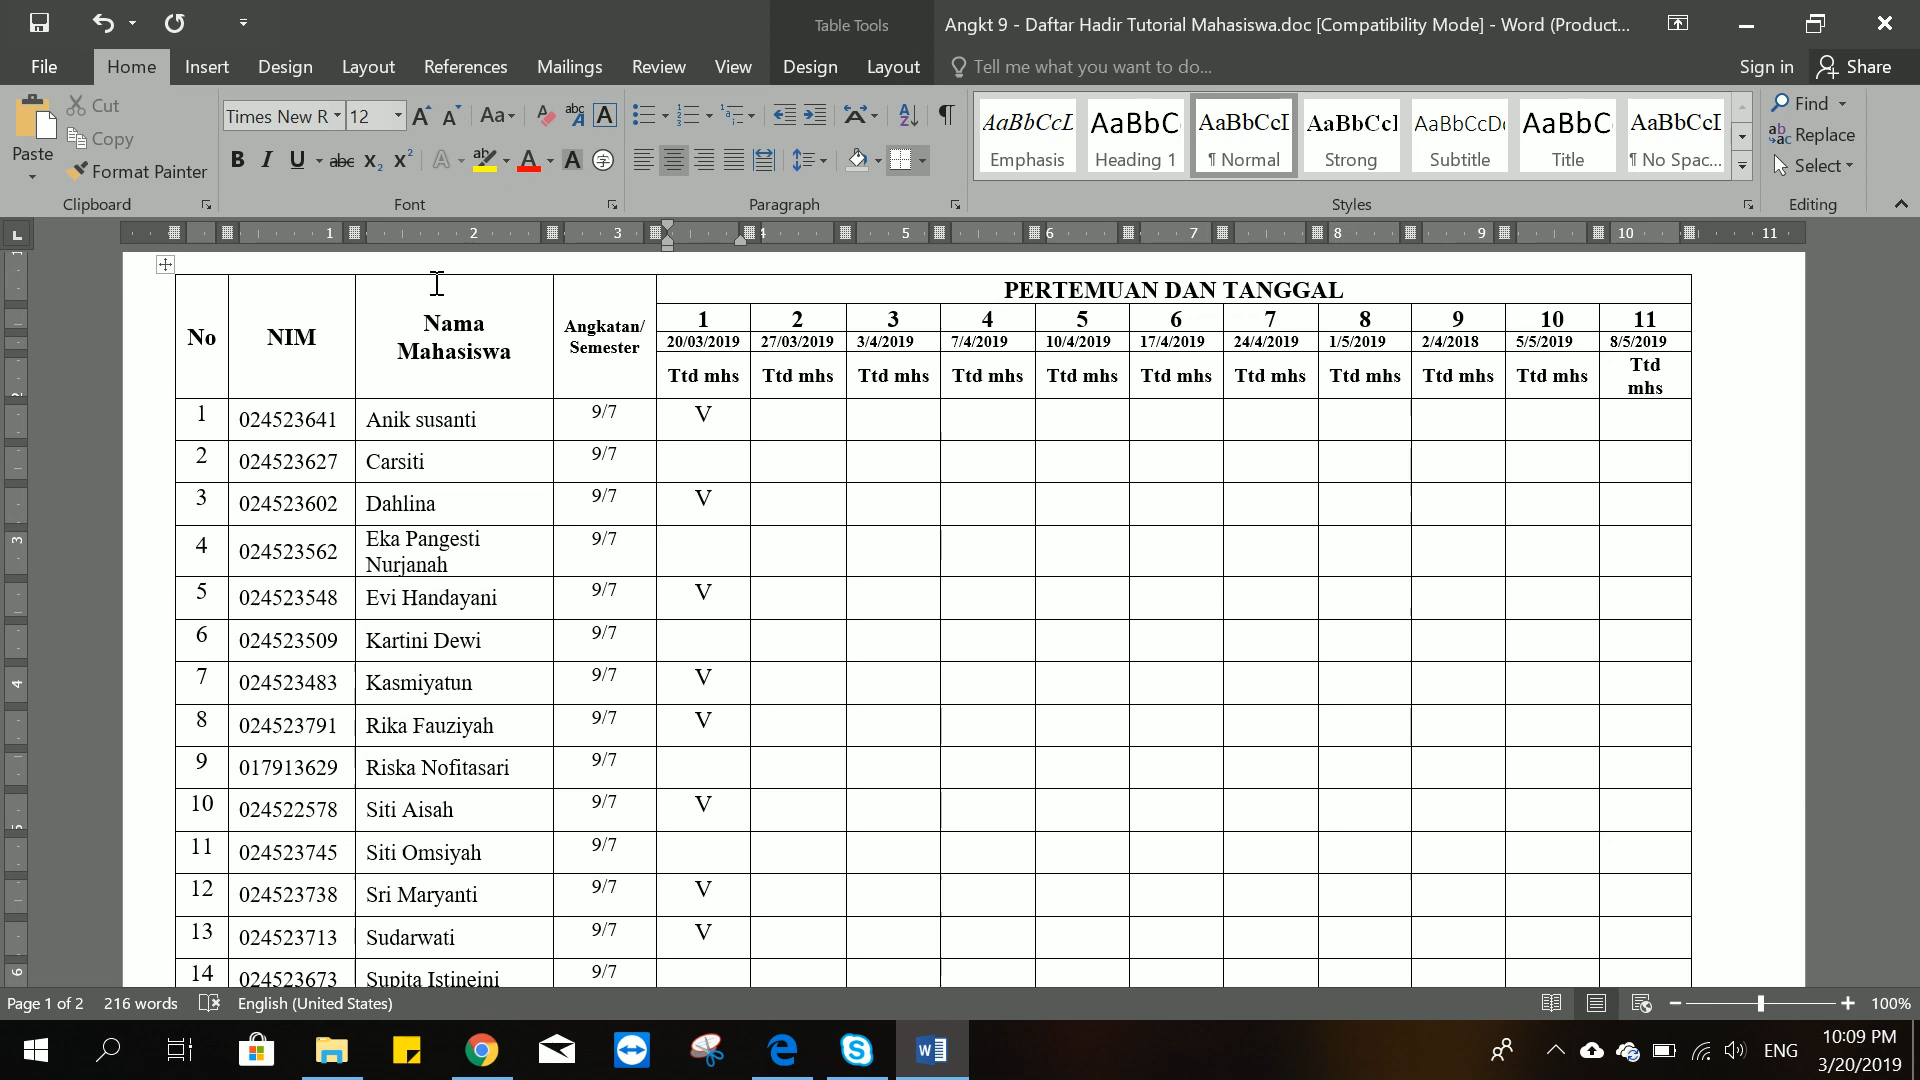 Table Tools
Angkt 9 - Daftar Hadir Tutorial Mahasiswa.doc [Compatibility Mode] - Word (Product...
File Home Insert Design Layout References Mailings Review View Design Layout Tell me what you want to do... Sign in Share
Paste
Cut
Copy
Format Painter
Clipboard
Times New R 12
Font
Paragraph
AaBbCcL AaBbC AaBbCcI AaBbCcI AaBbCcD AaBbC AaBbCcI
Emphasis Heading 1 ¶ Normal Strong Subtitle Title ¶ No Spac...
Styles
Find
Replace
Select
Editing
1 2 3 4 5 6 7 8 9 10 11
No NIM Nama Mahasiswa Angkatan/ Semester PERTEMUAN DAN TANGGAL
1 2 3 4 5 6 7 8 9 10 11
20/03/2019 27/03/2019 3/4/2019 7/4/2019 10/4/2019 17/4/2019 24/4/2019 1/5/2019 2/4/2018 5/5/2019 8/5/2019
Ttd mhs Ttd mhs Ttd mhs Ttd mhs Ttd mhs Ttd mhs Ttd mhs Ttd mhs Ttd mhs Ttd mhs Ttd mhs
1 024523641 Anik susanti 9/7 V
2 024523627 Carsiti 9/7
3 024523602 Dahlina 9/7 V
4 024523562 Eka Pangesti Nurjanah 9/7
5 024523548 Evi Handayani 9/7 V
6 024523509 Kartini Dewi 9/7
7 024523483 Kasmiyatun 9/7 V
8 024523791 Rika Fauziyah 9/7 V
9 017913629 Riska Nofitasari 9/7
10 024522578 Siti Aisah 9/7 V
11 024523745 Siti Omsiyah 9/7
12 024523738 Sri Maryanti 9/7 V
13 024523713 Sudarwati 9/7 V
14 024523673 Supita Istineini 9/7
Page 1 of 2 216 words English (United States) 100%
ENG
10:09 PM
3/20/2019